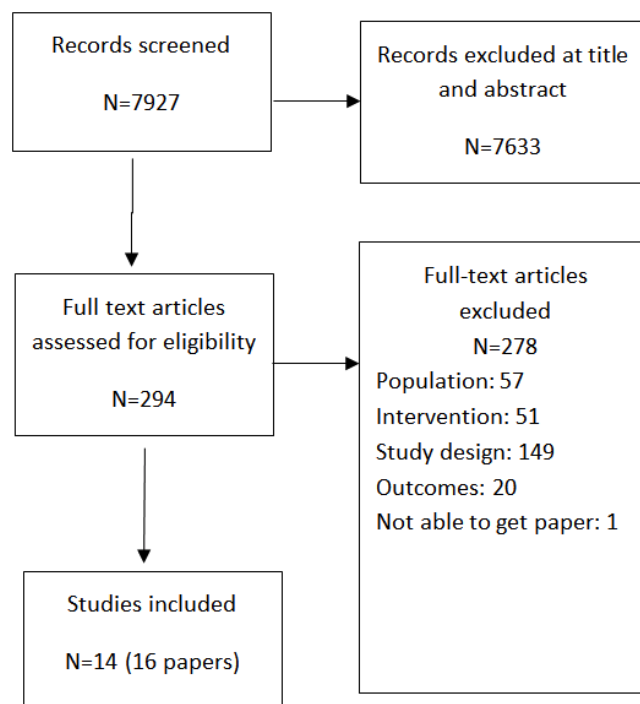 Records screened
N=7927
Records excluded at title
and abstract
N=7633
Full text articles
assessed for eligibility
N=294
Full-text articles
excluded
N=278
Population: 57
Intervention: 51
Study design: 149
Outcomes: 20
Not able to get paper: 1
Studies included
N=14 (16 papers)